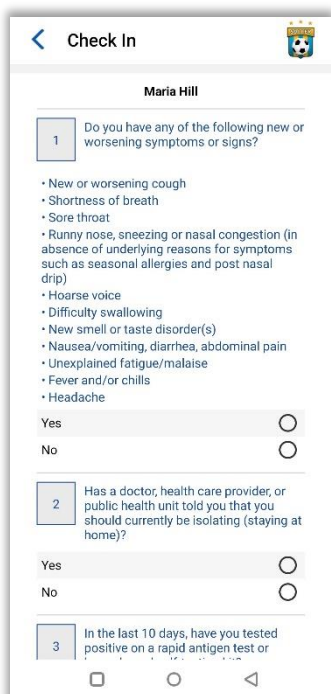 Check In
Maria Hill
1
Do you have any of the following new or
worsening symptoms or signs?
• New or worsening cough
• Shortness of breath
• Sore throat
• Runny nose, sneezing or nasal congestion (in
absence of underlying reasons for symptoms
such as seasonal allergies and post nasal
drip)
• Hoarse voice
• Difficulty swallowing
• New smell or taste disorder(s)
• Nausea/vomiting, diarrhea, abdominal pain
• Unexplained fatigue/malaise
• Fever and/or chills
• Headache
Yes
No
2
Has a doctor, health care provider, or
public health unit told you that you
should currently be isolating (staying at
home)?
Yes
No
3
In the last 10 days, have you tested
positive on a rapid antigen test or